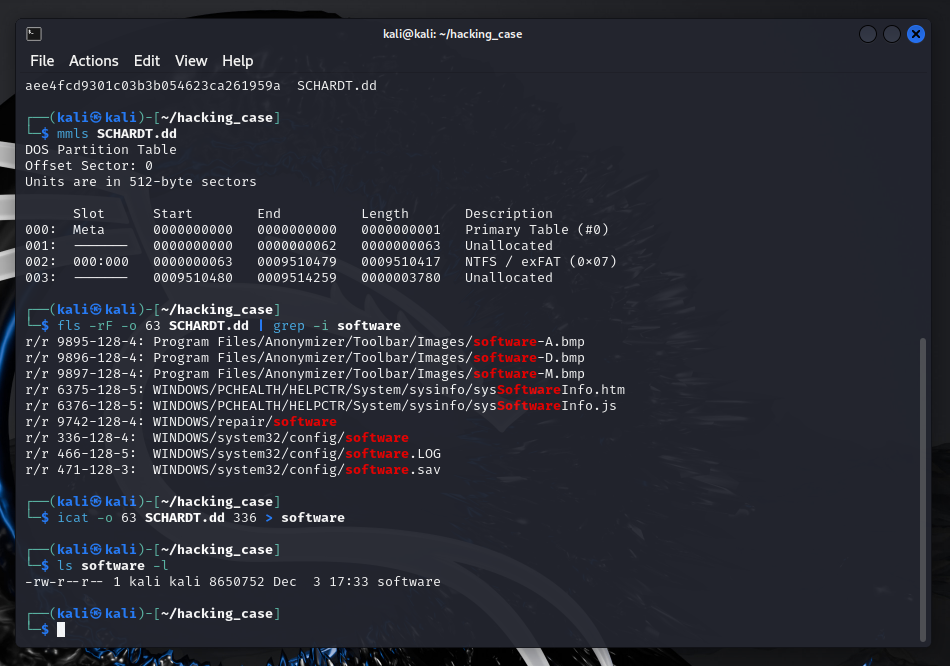 kali@kali: ~/hacking_case
File Actions Edit View Help
aee4fcd9301c03b3b054623ca261959a  SCHARDT.dd
┌──(kali㉿kali)-[~/hacking_case]
└─$ mmls SCHARDT.dd
DOS Partition Table
Offset Sector: 0
Units are in 512-byte sectors
      Slot      Start        End          Length       Description
000:  Meta      0000000000   0000000000   0000000001   Primary Table (#0)
001:  -------   0000000000   0000000062   0000000063   Unallocated
002:  000:000   0000000063   0009510479   0009510417   NTFS / exFAT (0×07)
003:  -------   0009510480   0009514259   0000003780   Unallocated
┌──(kali㉿kali)-[~/hacking_case]
└─$ fls -rF -o 63 SCHARDT.dd | grep -i software
r/r 9895-128-4: Program Files/Anonymizer/Toolbar/Images/software-A.bmp
r/r 9896-128-4: Program Files/Anonymizer/Toolbar/Images/software-D.bmp
r/r 9897-128-4: Program Files/Anonymizer/Toolbar/Images/software-M.bmp
r/r 6375-128-5: WINDOWS/PCHEALTH/HELPCTR/System/sysinfo/sysSoftwareInfo.htm
r/r 6376-128-5: WINDOWS/PCHEALTH/HELPCTR/System/sysinfo/sysSoftwareInfo.js
r/r 9742-128-4: WINDOWS/repair/software
r/r 336-128-4:  WINDOWS/system32/config/software
r/r 466-128-5:  WINDOWS/system32/config/software.LOG
r/r 471-128-3:  WINDOWS/system32/config/software.sav
┌──(kali㉿kali)-[~/hacking_case]
└─$ icat -o 63 SCHARDT.dd 336 > software
┌──(kali㉿kali)-[~/hacking_case]
└─$ ls software -l
-rw-r--r-- 1 kali kali 8650752 Dec  3 17:33 software
┌──(kali㉿kali)-[~/hacking_case]
└─$